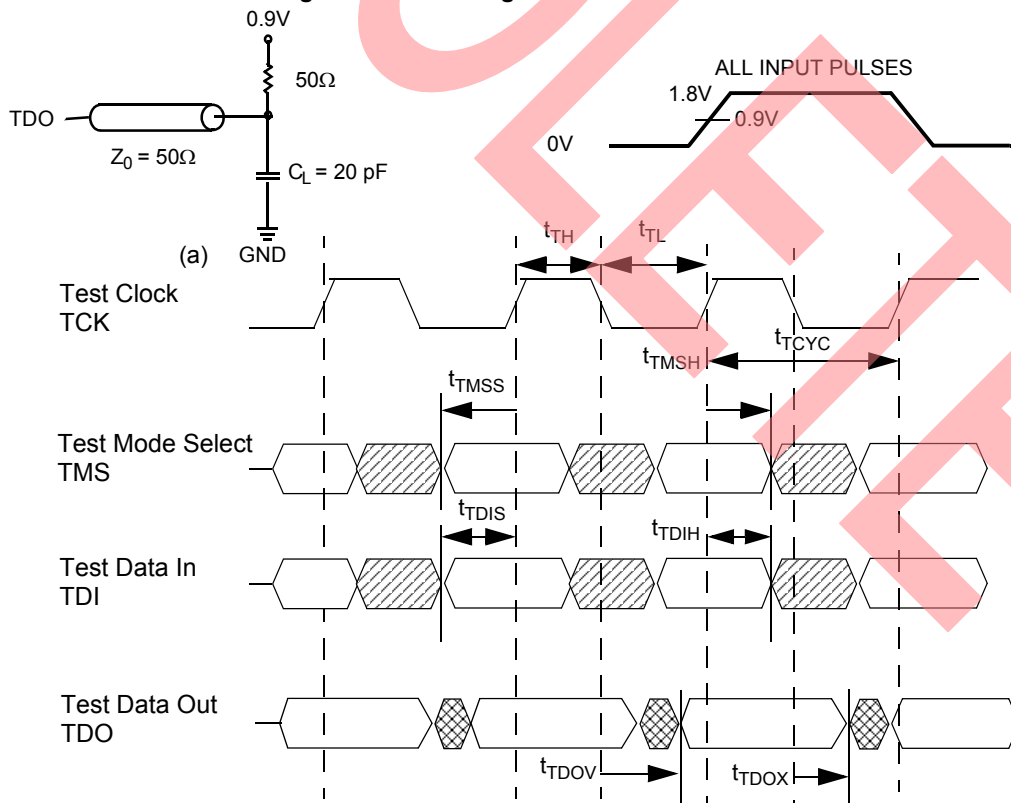 0.9V
50Ω
TDO
Z0 = 50Ω
CL = 20 pF
GND
(a)
ALL INPUT PULSES
1.8V
0.9V
0V
tTH
tTL
Test Clock
TCK
tTCYC
tTMSH
tTMSS
Test Mode Select
TMS
tTDIS
tTDIH
Test Data In
TDI
Test Data Out
TDO
tTDOV
tTDOX